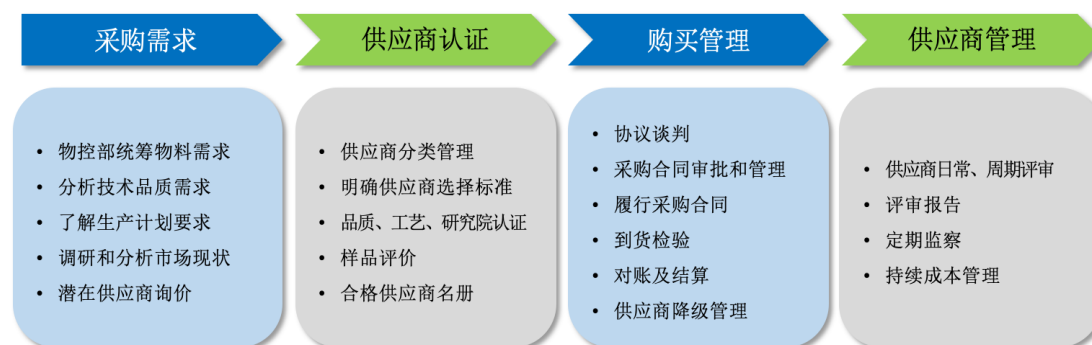 采购需求
供应商认证
购买管理
供应商管理
• 物控部统筹物料需求
• 分析技术品质需求
• 了解生产计划要求
• 调研和分析市场现状
• 潜在供应商询价
• 供应商分类管理
• 明确供应商选择标准
• 品质、工艺、研究院认证
• 样品评价
• 合格供应商名册
• 协议谈判
• 采购合同审批和管理
• 履行采购合同
• 到货检验
• 对账及结算
• 供应商降级管理
• 供应商日常、周期评审
• 评审报告
• 定期监察
• 持续成本管理